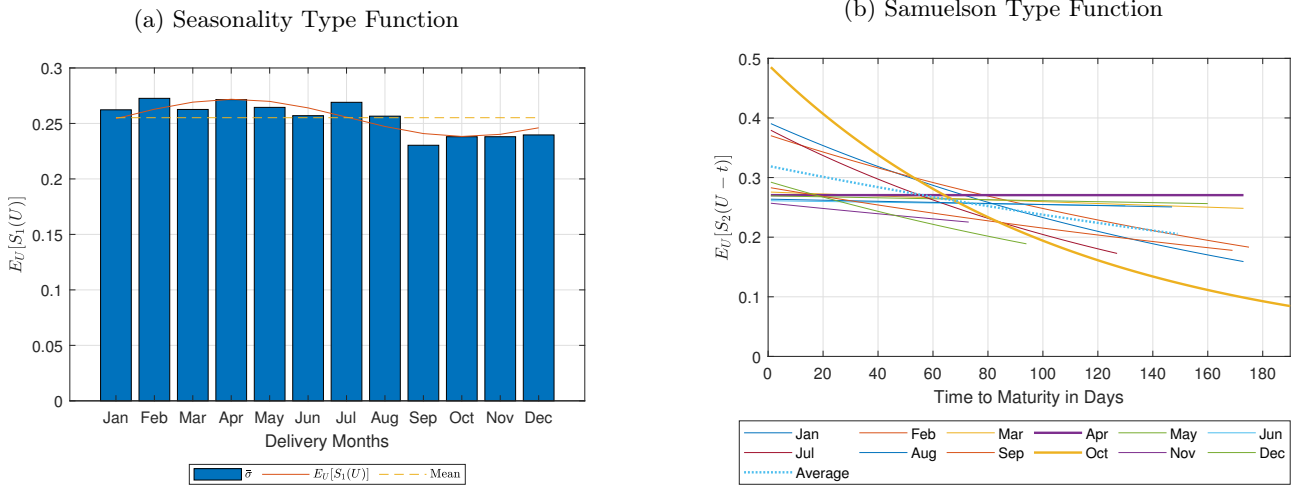 (a) Seasonality Type Function
0.3
0.25
0.2
0.15
0.1
0.05
0
E_U[S_1(U)]
Jan Feb Mar Apr May Jun Jul Aug Sep Oct Nov Dec
Delivery Months
σ̄ E_U[S_1(U)] Mean
(b) Samuelson Type Function
0.5
0.4
0.3
0.2
0.1
0
E_U[S_2(U − t)]
0 20 40 60 80 100 120 140 160 180
Time to Maturity in Days
Jan Feb Mar Apr May Jun
Jul Aug Sep Oct Nov Dec
Average